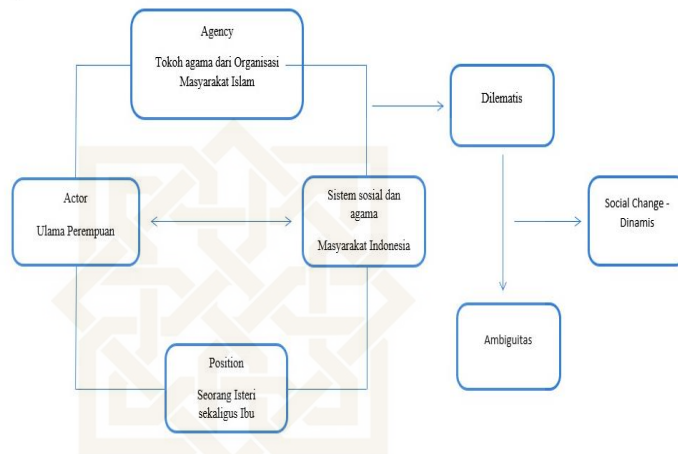 Agency
Tokoh agama dari Organisasi
Masyarakat Islam
Dilematis
Actor
Ulama Perempuan
Sistem sosial dan
agama
Masyarakat Indonesia
Social Change -
Dinamis
Position
Seorang Isteri
sekaligus Ibu
Ambiguitas